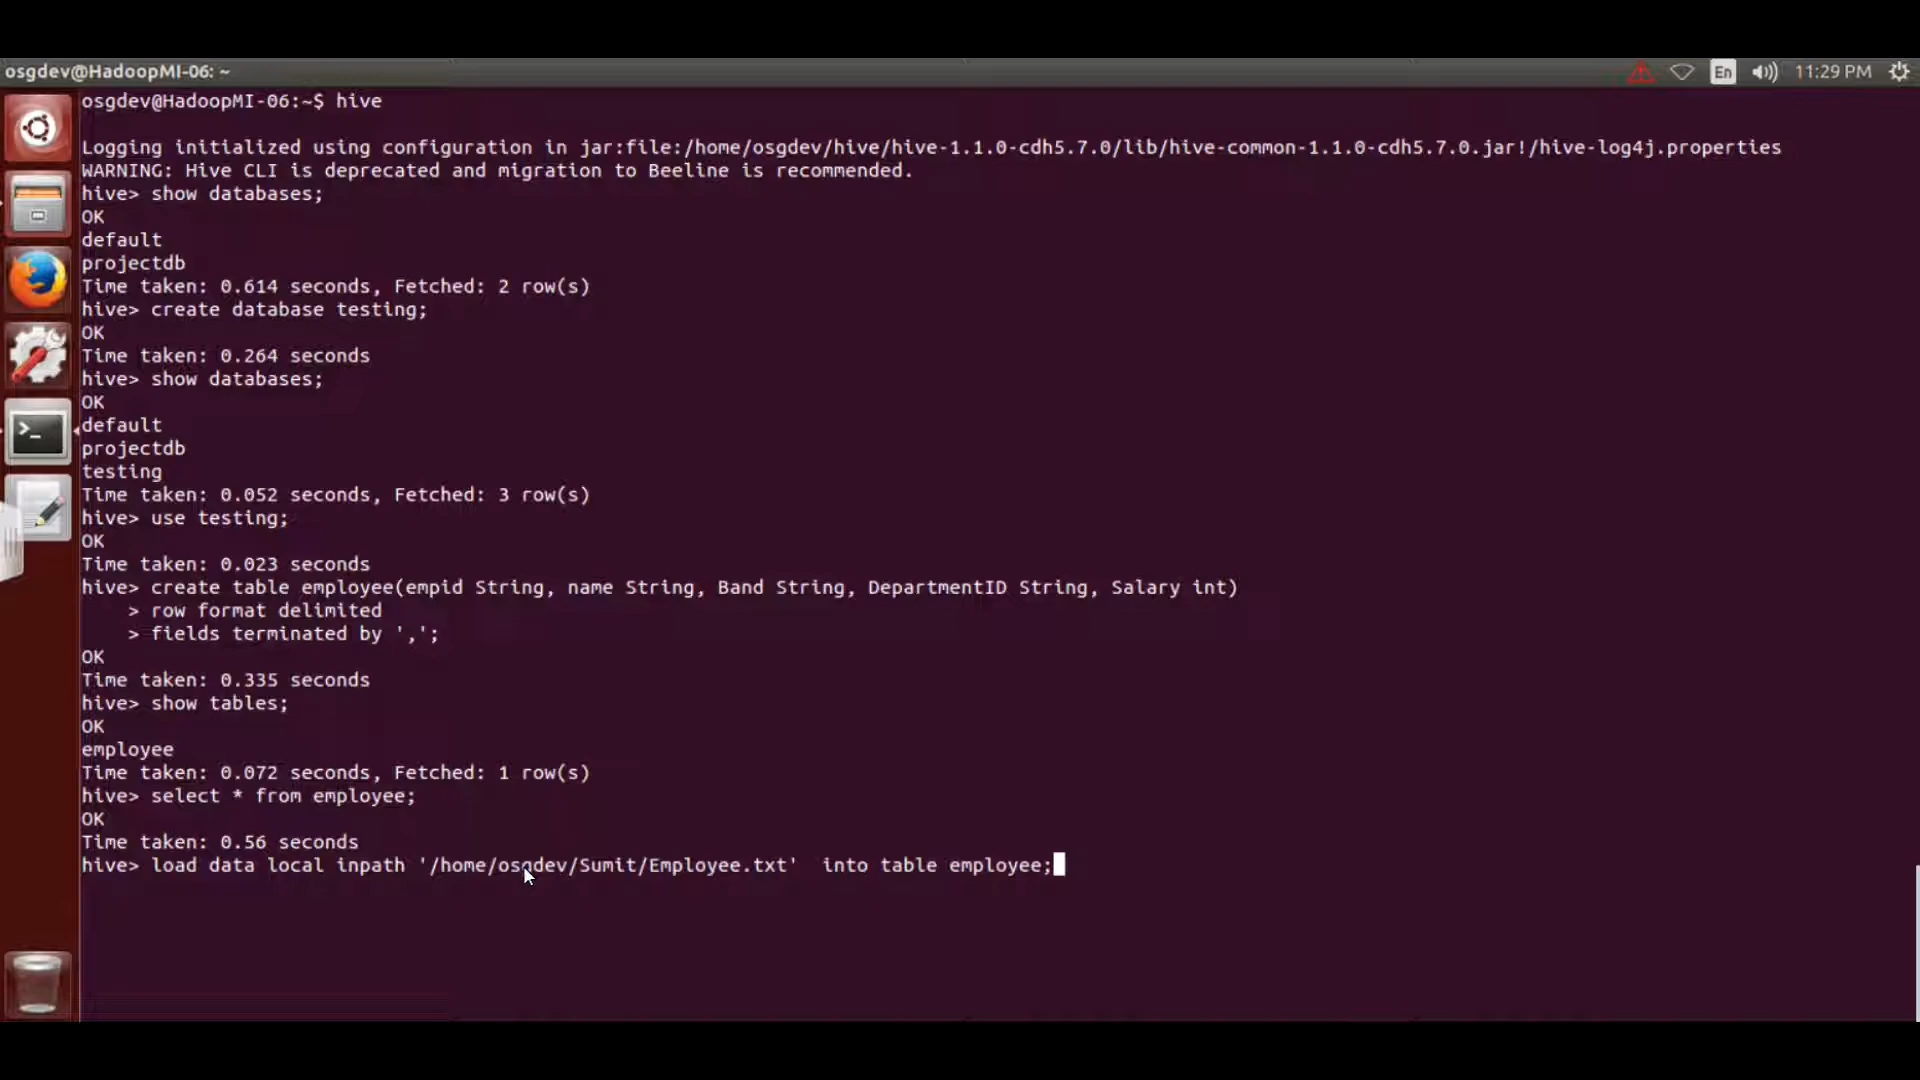 osgdev@HadoopMI-06: ~
En
11:29 PM
osgdev@HadoopMI-06:~$ hive
Logging initialized using configuration in jar:file:/home/osgdev/hive/hive-1.1.0-cdh5.7.0/lib/hive-common-1.1.0-cdh5.7.0.jar!/hive-log4j.properties
WARNING: Hive CLI is deprecated and migration to Beeline is recommended.
hive> show databases;
OK
default
projectdb
Time taken: 0.614 seconds, Fetched: 2 row(s)
hive> create database testing;
OK
Time taken: 0.264 seconds
hive> show databases;
OK
default
projectdb
testing
Time taken: 0.052 seconds, Fetched: 3 row(s)
hive> use testing;
OK
Time taken: 0.023 seconds
hive> create table employee(empid String, name String, Band String, DepartmentID String, Salary int)
> row format delimited
> fields terminated by ',';
OK
Time taken: 0.335 seconds
hive> show tables;
OK
employee
Time taken: 0.072 seconds, Fetched: 1 row(s)
hive> select * from employee;
OK
Time taken: 0.56 seconds
hive> load data local inpath '/home/osgdev/Sumit/Employee.txt'  into table employee;